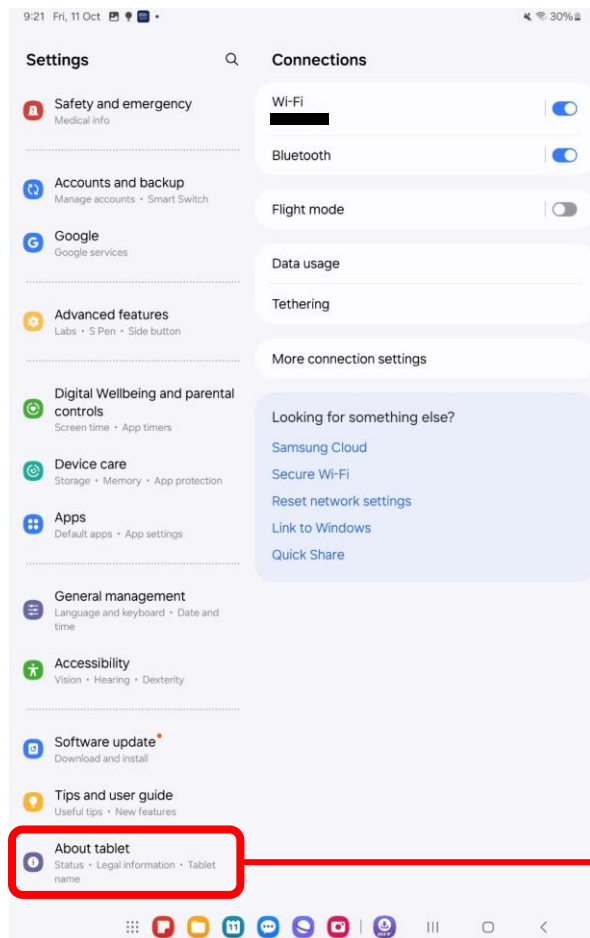 9:21 Fri, 11 Oct
30%
Settings
Safety and emergency
Medical info
Accounts and backup
Manage accounts • Smart Switch
Google
Google services
Advanced features
Labs • S Pen • Side button
Digital Wellbeing and parental
controls
Screen time • App timers
Device care
Storage • Memory • App protection
Apps
Default apps • App settings
General management
Language and keyboard • Date and
time
Accessibility
Vision • Hearing • Dexterity
Software update
Download and install
Tips and user guide
Useful tips • New features
About tablet
Status • Legal information • Tablet
name
Connections
Wi-Fi
Bluetooth
Flight mode
Data usage
Tethering
More connection settings
Looking for something else?
Samsung Cloud
Secure Wi-Fi
Reset network settings
Link to Windows
Quick Share
11